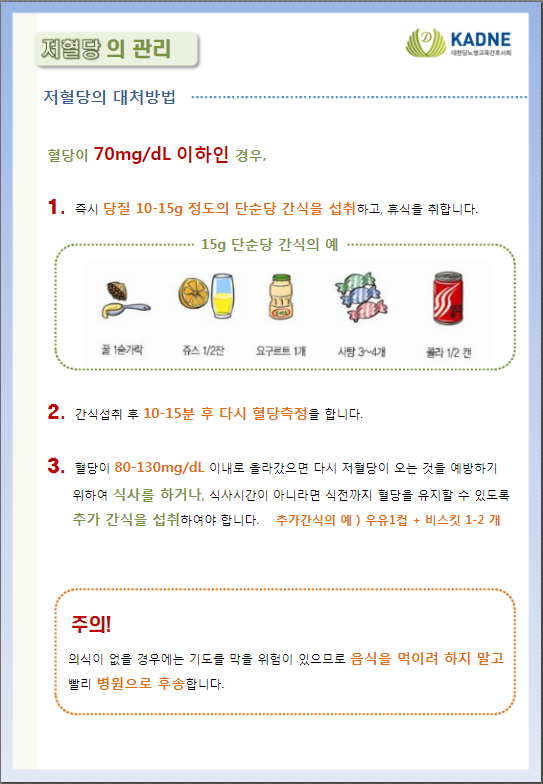 저혈당의 관리
KADNE
대한당뇨병교육간호사회
저혈당의 대처방법
혈당이 70mg/dL 이하인 경우,
1. 즉시 당질 10-15g 정도의 단순당 간식을 섭취하고, 휴식을 취합니다.
15g 단순당 간식의 예
꿀 1숟가락 쥬스 1/2잔 요구르트 1개 사탕 3~4개 콜라 1/2 캔
2. 간식섭취 후 10-15분 후 다시 혈당측정을 합니다.
3. 혈당이 80-130mg/dL 이내로 올라갔으면 다시 저혈당이 오는 것을 예방하기
위하여 식사를 하거나, 식사시간이 아니라면 식전까지 혈당을 유지할 수 있도록
추가 간식을 섭취하여야 합니다. 추가간식의 예 ) 우유1컵 + 비스킷 1-2 개
주의!
의식이 없을 경우에는 기도를 막을 위험이 있으므로 음식을 먹이려 하지 말고
빨리 병원으로 후송합니다.